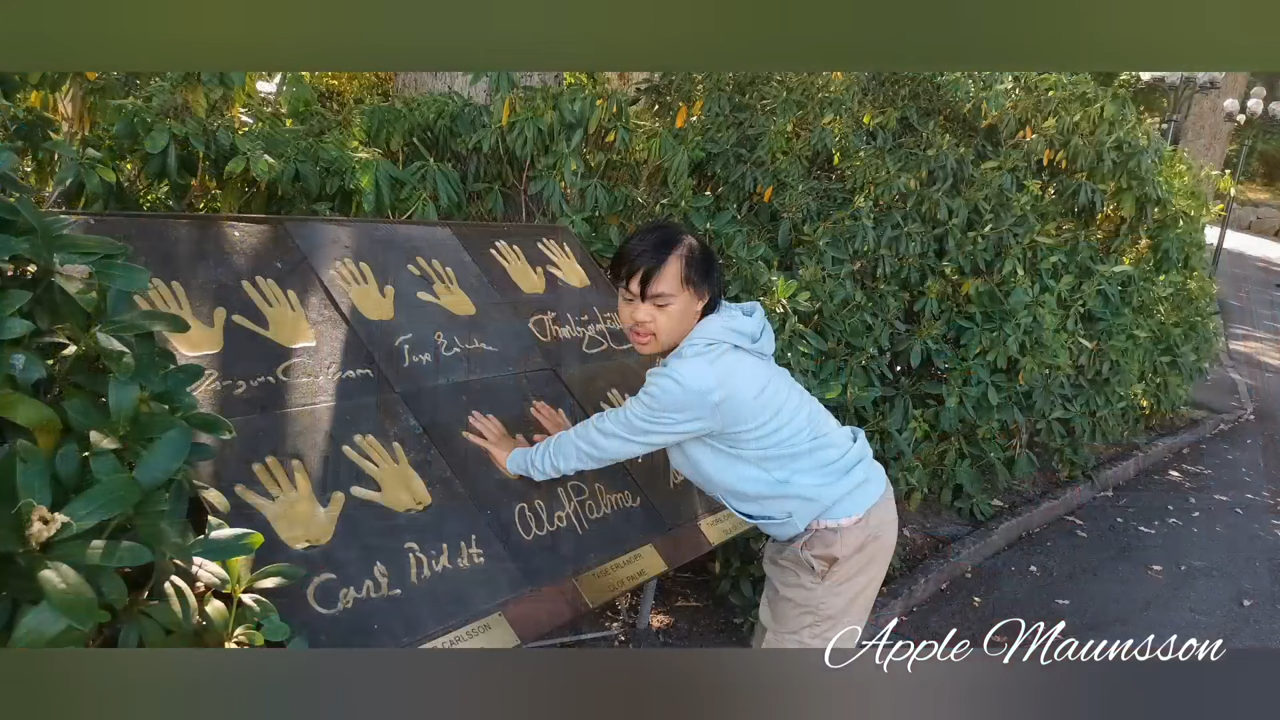 Ingvar Carlsson
Tage Erlander
Thorbjörn Fälldin
Carl Bildt
Olof Palme
CARLSSON
TAGE ERLANDER
OLOF PALME
Apple Maunsson